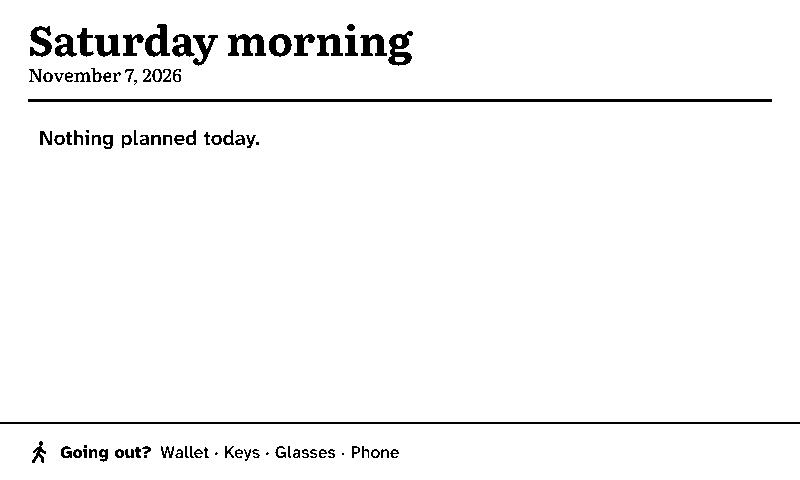 Saturday morning
November 7, 2026
Nothing planned today.
Going out? Wallet · Keys · Glasses · Phone